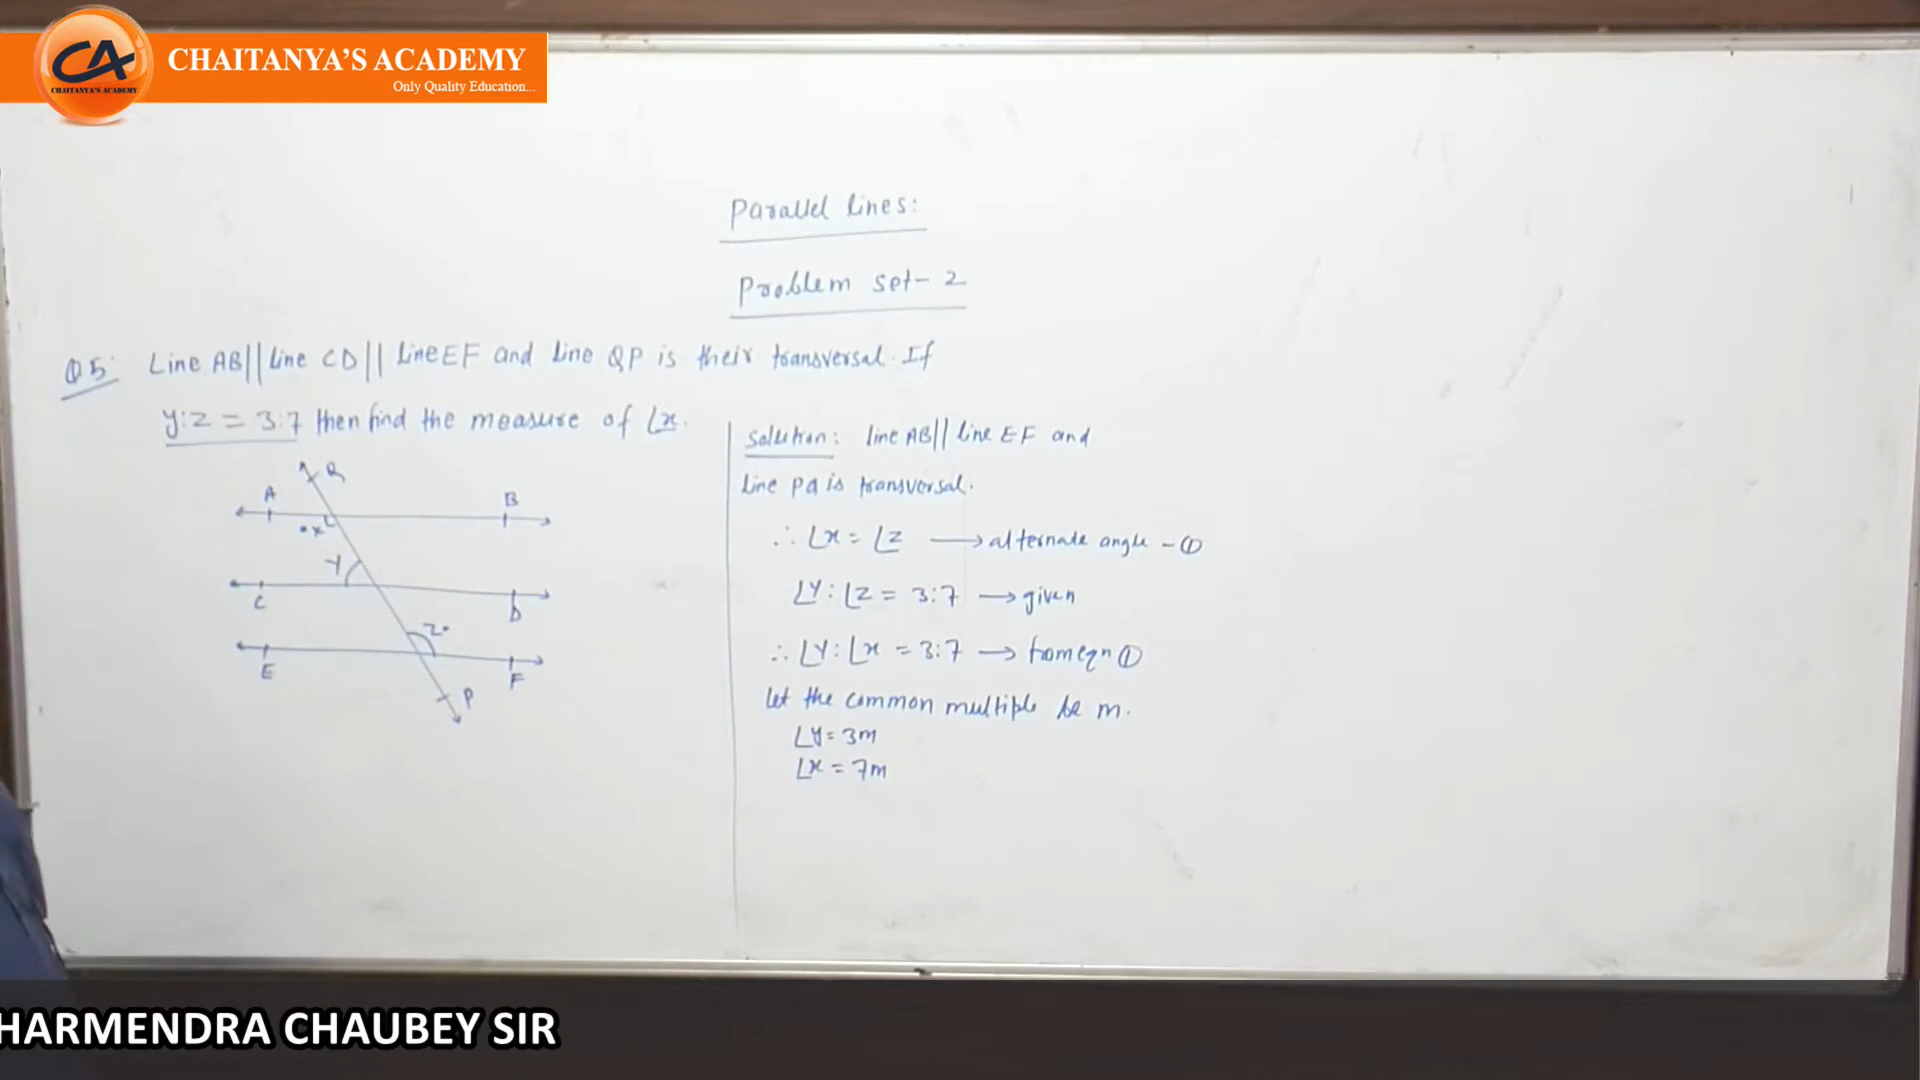 CA
CHAITANYA'S ACADEMY
CHAITANYA'S ACADEMY
Only Quality Education...
Parallel lines:
Problem set- 2
Q5: Line AB||line CD|| line EF and line QP is their transversal. If
y:z = 3:7 then find the measure of ∠x.
Q
A
B
x
y
C
D
z
E
F
P
Solution: line AB|| line EF and
line PQ is transversal.
∴ ∠x = ∠z ⟶ alternate angle - ①
∠y : ∠z = 3:7 ⟶ given
∴ ∠y : ∠x = 3:7 ⟶ from eqn ①
let the common multiple be m.
∠y = 3m
∠x = 7m
HARMENDRA CHAUBEY SIR